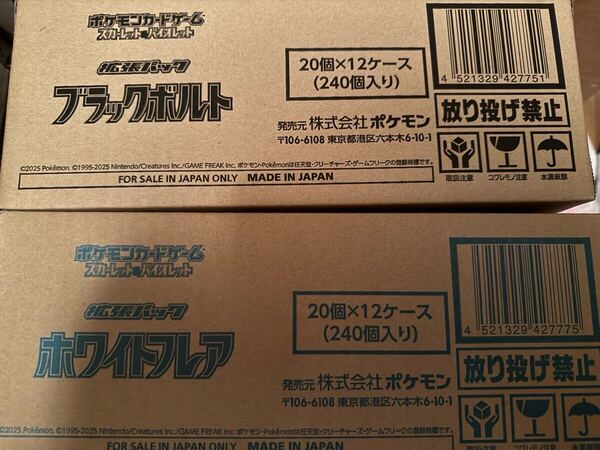 ポケモンカードゲーム
スカーレット&バイオレット
拡張パック
ブラックボルト
20個×12ケース
(240個入り)
発売元 株式会社 ポケモン
〒106-6108 東京都港区六本木6-10-1
4 521329 427751
放り投げ禁止
取扱注意 コワレモノ注意 水濡厳禁
©2025 Pokémon. ©1995-2025 Nintendo/Creatures Inc./GAME FREAK Inc. ポケモン・Pokémonは任天堂・クリーチャーズ・ゲームフリークの登録商標です。
FOR SALE IN JAPAN ONLY MADE IN JAPAN
ポケモンカードゲーム
スカーレット&バイオレット
拡張パック
ホワイトフレア
20個×12ケース
(240個入り)
発売元 株式会社 ポケモン
〒106-6108 東京都港区六本木6-10-1
4 521329 427775
放り投げ禁止
取扱注意 コワレモノ注意 水濡厳禁
©2025 Pokémon. ©1995-2025 Nintendo/Creatures Inc./GAME FREAK Inc. ポケモン・Pokémonは任天堂・クリーチャーズ・ゲームフリークの登録商標です。
FOR SALE IN JAPAN ONLY MADE IN JAPAN